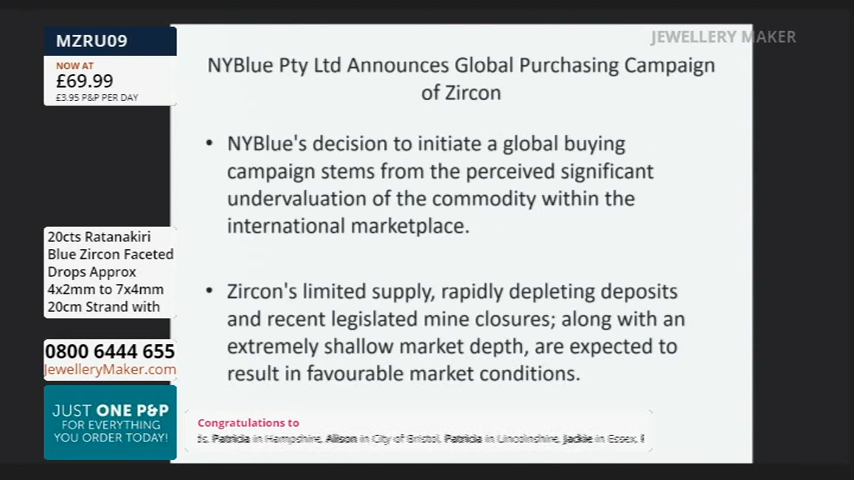 MZRU09
NOW AT
£69.99
£3.95 P&P PER DAY
JEWELLERY MAKER
NYBlue Pty Ltd Announces Global Purchasing Campaign
of Zircon
• NYBlue's decision to initiate a global buying
campaign stems from the perceived significant
undervaluation of the commodity within the
international marketplace.
• Zircon's limited supply, rapidly depleting deposits
and recent legislated mine closures; along with an
extremely shallow market depth, are expected to
result in favourable market conditions.
20cts Ratanakiri
Blue Zircon Faceted
Drops Approx
4x2mm to 7x4mm
20cm Strand with
0800 6444 655
JewelleryMaker.com
JUST ONE P&P
FOR EVERYTHING
YOU ORDER TODAY!
Congratulations to
Patricia in Hampshire, Alison in City of Bristol, Patricia in Lincolnshire, Jackie in Essex,